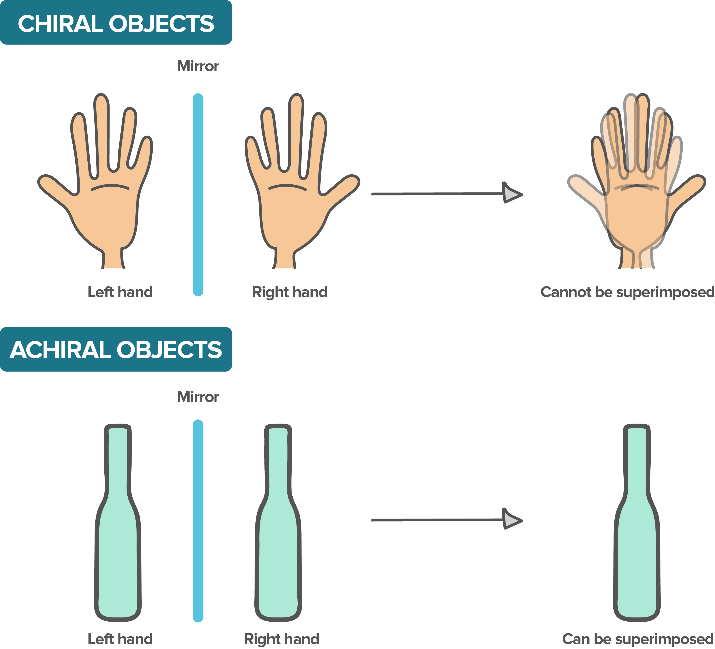 CHIRAL OBJECTS
Mirror
Left hand
Right hand
Cannot be superimposed
ACHIRAL OBJECTS
Mirror
Left hand
Right hand
Can be superimposed